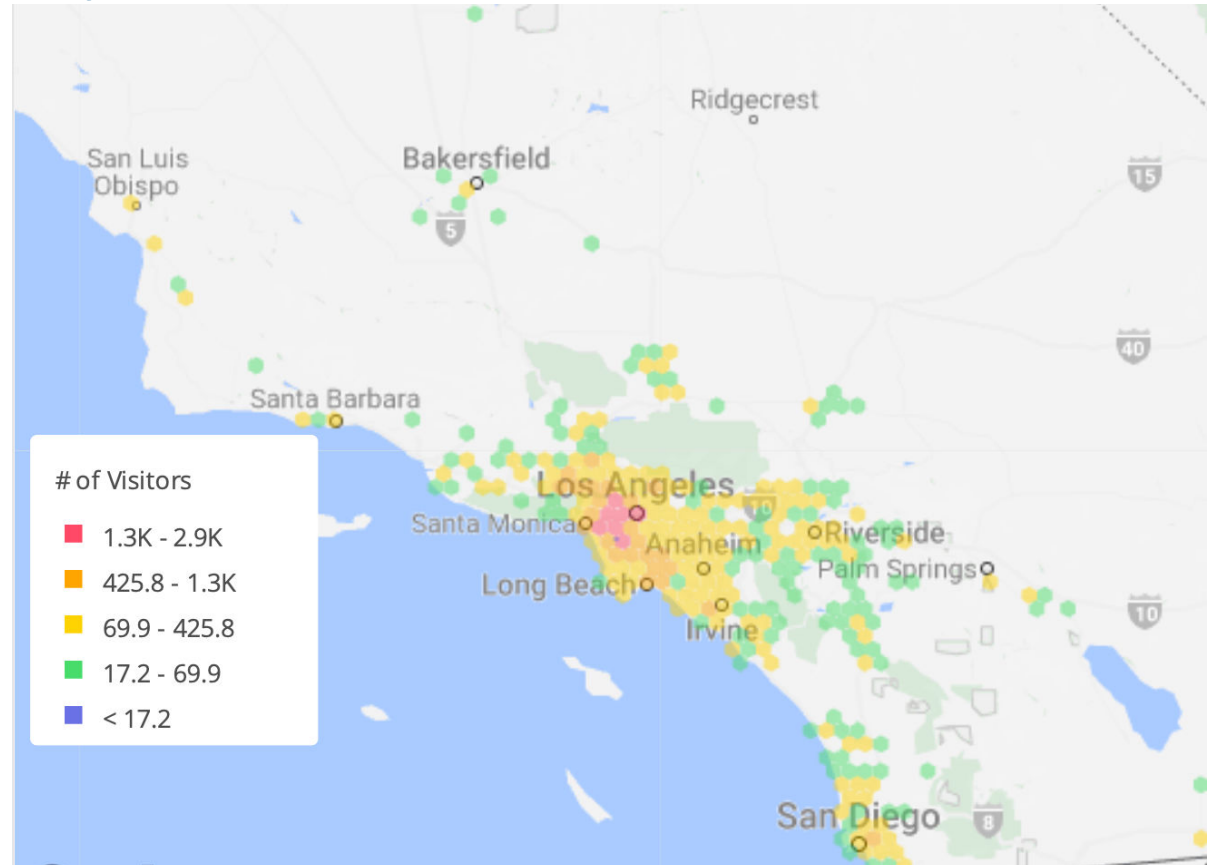 Ridgecrest
San Luis
Obispo
Bakersfield
15
5
40
Santa Barbara
# of Visitors
1.3K - 2.9K
425.8 - 1.3K
69.9 - 425.8
17.2 - 69.9
< 17.2
Los Angeles
10
Santa Monica
Riverside
Anaheim
Palm Springs
Long Beach
10
Irvine
San Diego
8